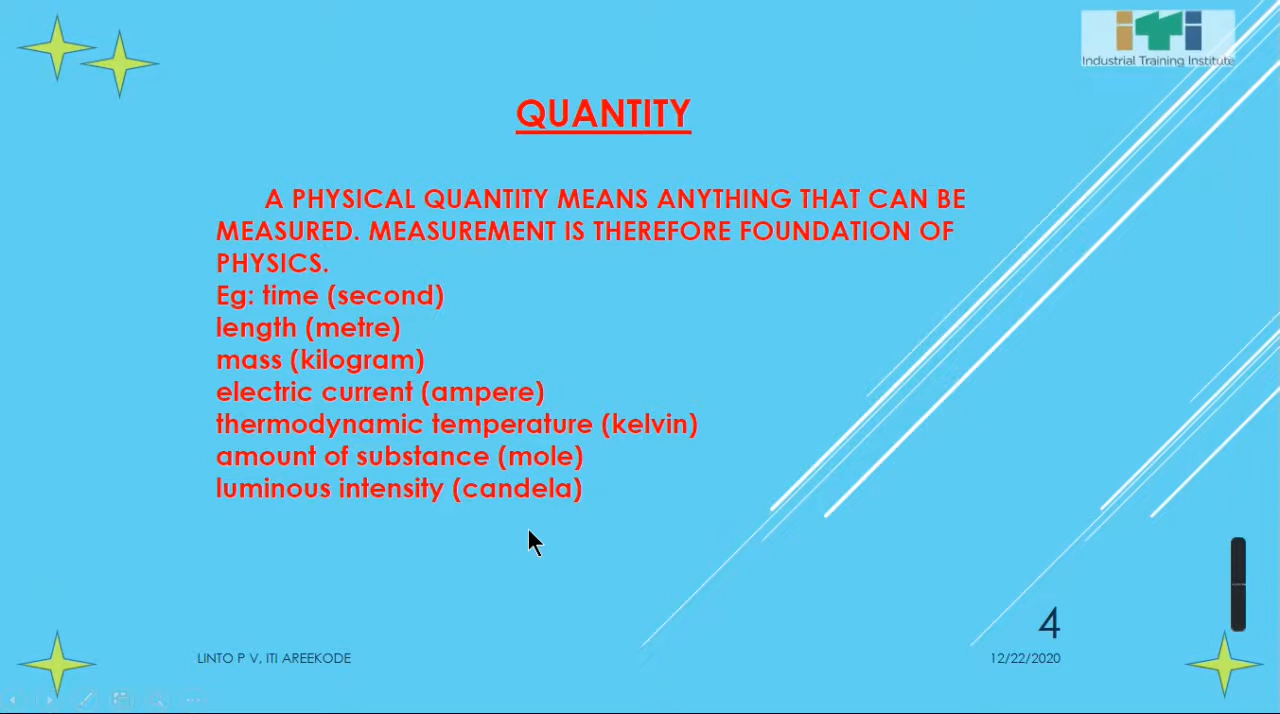 Industrial Training Institute
QUANTITY
A PHYSICAL QUANTITY MEANS ANYTHING THAT CAN BE
MEASURED. MEASUREMENT IS THEREFORE FOUNDATION OF
PHYSICS.
Eg: time (second)
length (metre)
mass (kilogram)
electric current (ampere)
thermodynamic temperature (kelvin)
amount of substance (mole)
luminous intensity (candela)
4
LINTO P V, ITI AREEKODE
12/22/2020